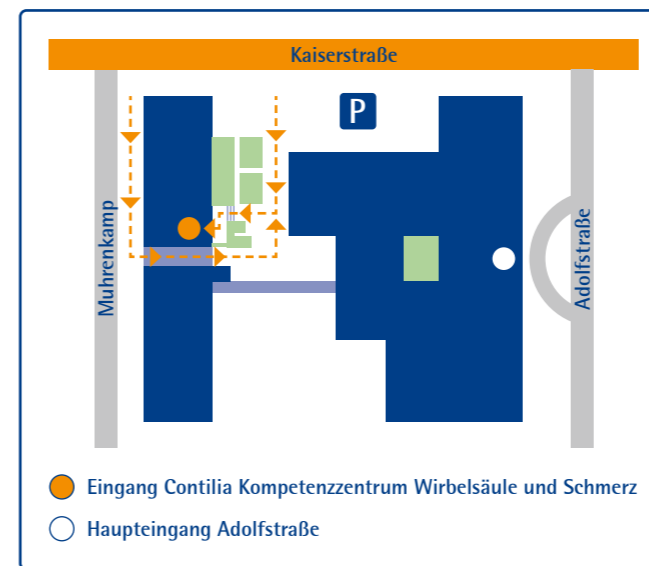 Kaiserstraße
P
Muhrenkamp
Adolfstraße
Eingang Contilia Kompetenzzentrum Wirbelsäule und Schmerz
Haupteingang Adolfstraße